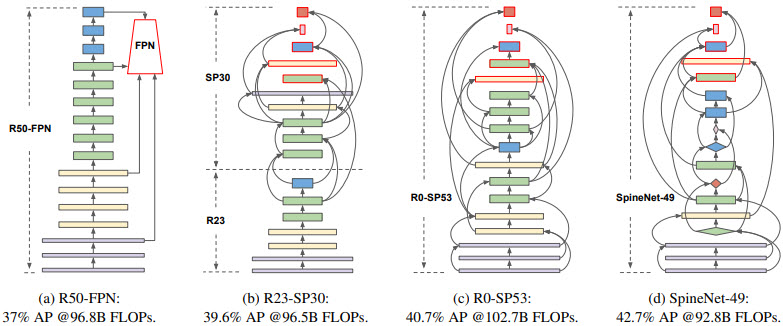 FPN
R50-FPN
SP30
R23
R0-SP53
SpineNet-49
(a) R50-FPN:
37% AP @96.8B FLOPs.
(b) R23-SP30:
39.6% AP @96.5B FLOPs.
(c) R0-SP53:
40.7% AP @102.7B FLOPs.
(d) SpineNet-49:
42.7% AP @92.8B FLOPs.